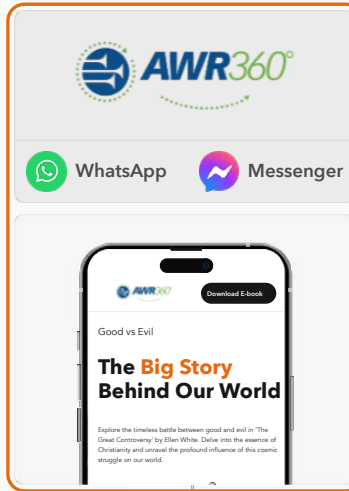 AWR360°
WhatsApp
Messenger
AWR360°
Download E-book
Good vs Evil
The Big Story
Behind Our World
Explore the timeless battle between good and evil in 'The
Great Controversy' by Ellen White. Delve into the essence of
Christianity and unravel the profound influence of this cosmic
struggle on our world.